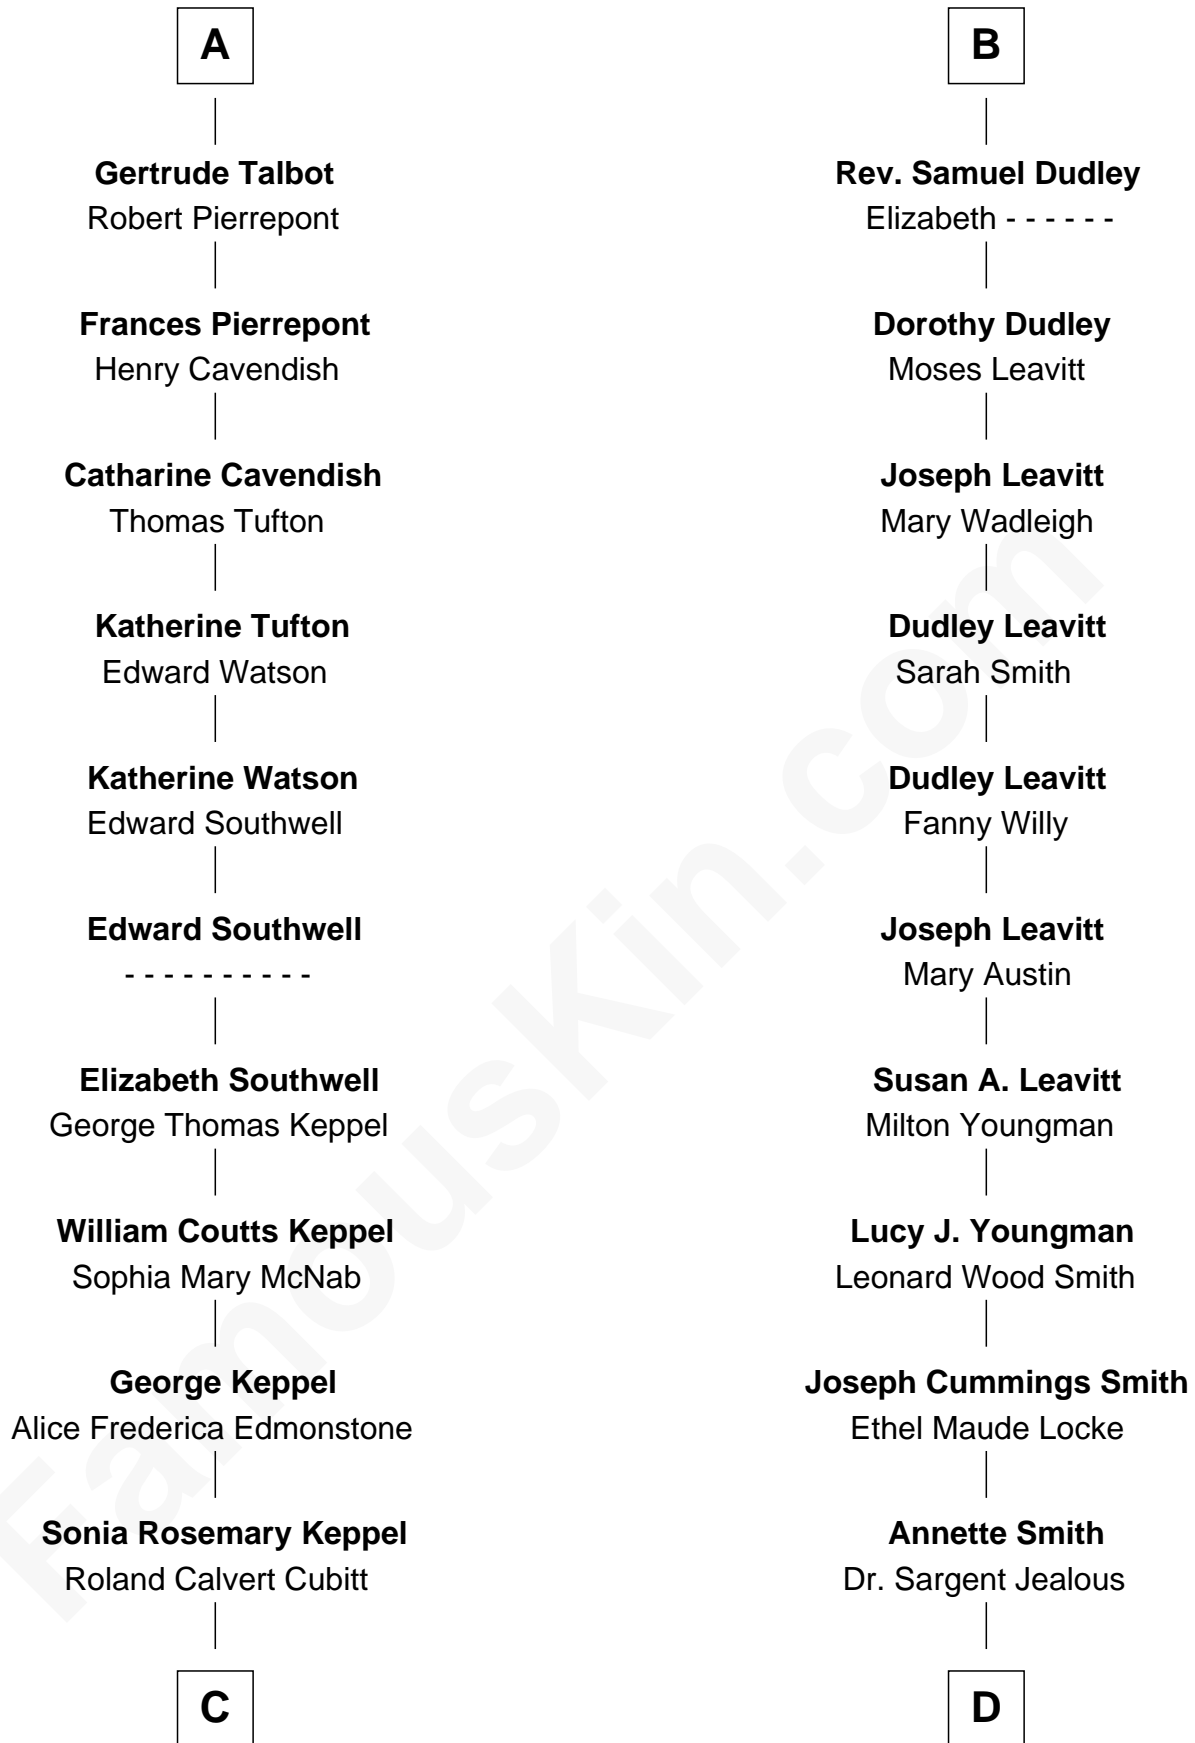 A
Gertrude Talbot
Robert Pierrepont
Frances Pierrepont
Henry Cavendish
Catharine Cavendish
Thomas Tufton
Katherine Tufton
Edward Watson
Katherine Watson
Edward Southwell
Edward Southwell
- - - - - - - - - -
Elizabeth Southwell
George Thomas Keppel
William Coutts Keppel
Sophia Mary McNab
George Keppel
Alice Frederica Edmonstone
Sonia Rosemary Keppel
Roland Calvert Cubitt
C
B
Rev. Samuel Dudley
Elizabeth - - - - - -
Dorothy Dudley
Moses Leavitt
Joseph Leavitt
Mary Wadleigh
Dudley Leavitt
Sarah Smith
Dudley Leavitt
Fanny Willy
Joseph Leavitt
Mary Austin
Susan A. Leavitt
Milton Youngman
Lucy J. Youngman
Leonard Wood Smith
Joseph Cummings Smith
Ethel Maude Locke
Annette Smith
Dr. Sargent Jealous
D
FamousKin.com